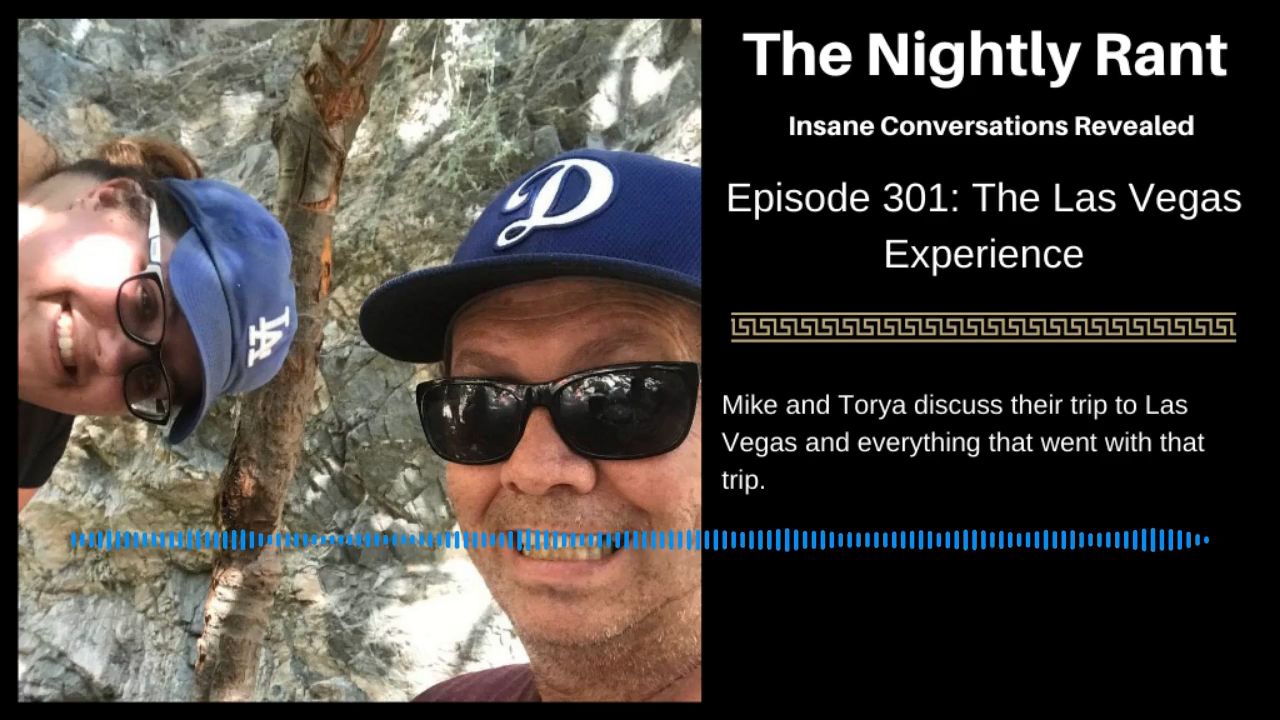 The Nightly Rant
Insane Conversations Revealed
Episode 301: The Las Vegas
Experience
Mike and Torya discuss their trip to Las
Vegas and everything that went with that
trip.
D
LA